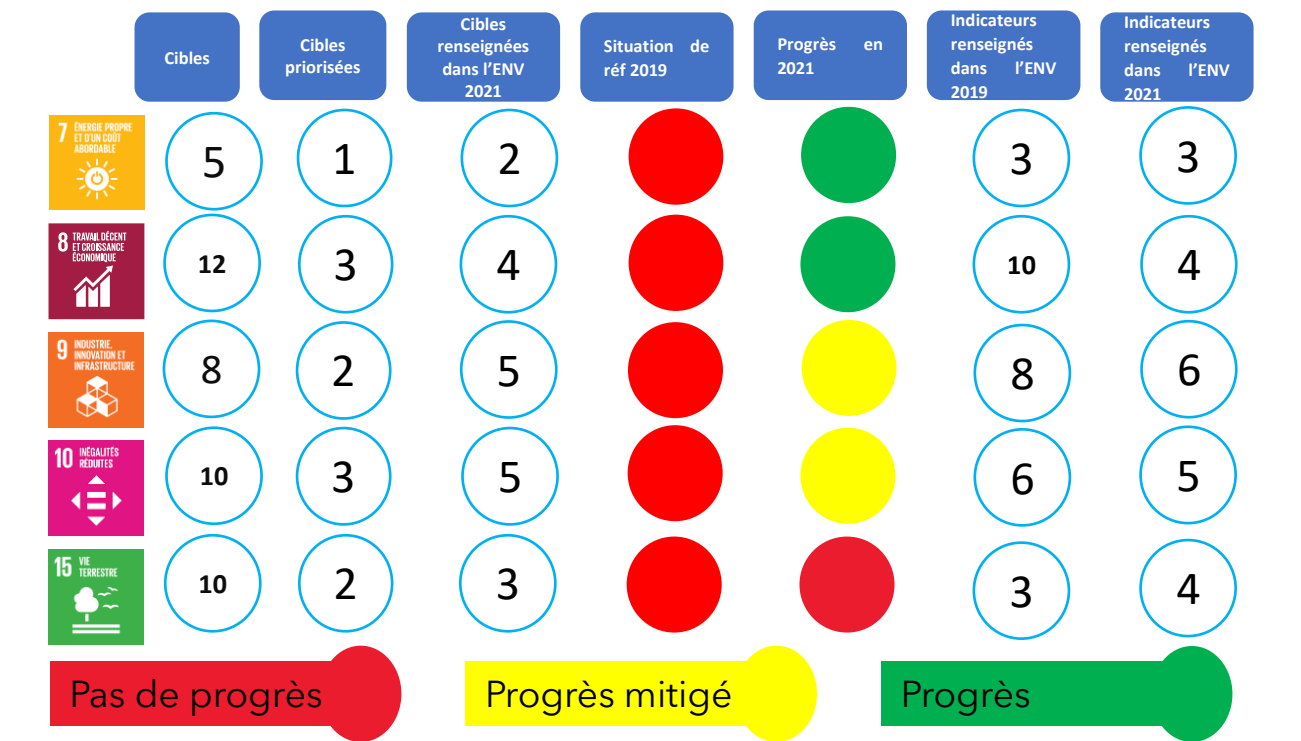 Cibles
Cibles
priorisées
Cibles
renseignées
dans l'ENV
2021
Situation de
réf 2019
Progrès en
2021
Indicateurs
renseignés
dans l'ENV
2019
Indicateurs
renseignés
dans l'ENV
2021
7 ÉNERGIE PROPRE
ET D'UN COÛT
ABORDABLE
5 1 2 3 3
8 TRAVAIL DÉCENT
ET CROISSANCE
ÉCONOMIQUE
12 3 4 10 4
9 INDUSTRIE,
INNOVATION ET
INFRASTRUCTURE
8 2 5 8 6
10 INÉGALITÉS
RÉDUITES
10 3 5 6 5
15 VIE
TERRESTRE
10 2 3 3 4
Pas de progrès Progrès mitigé Progrès